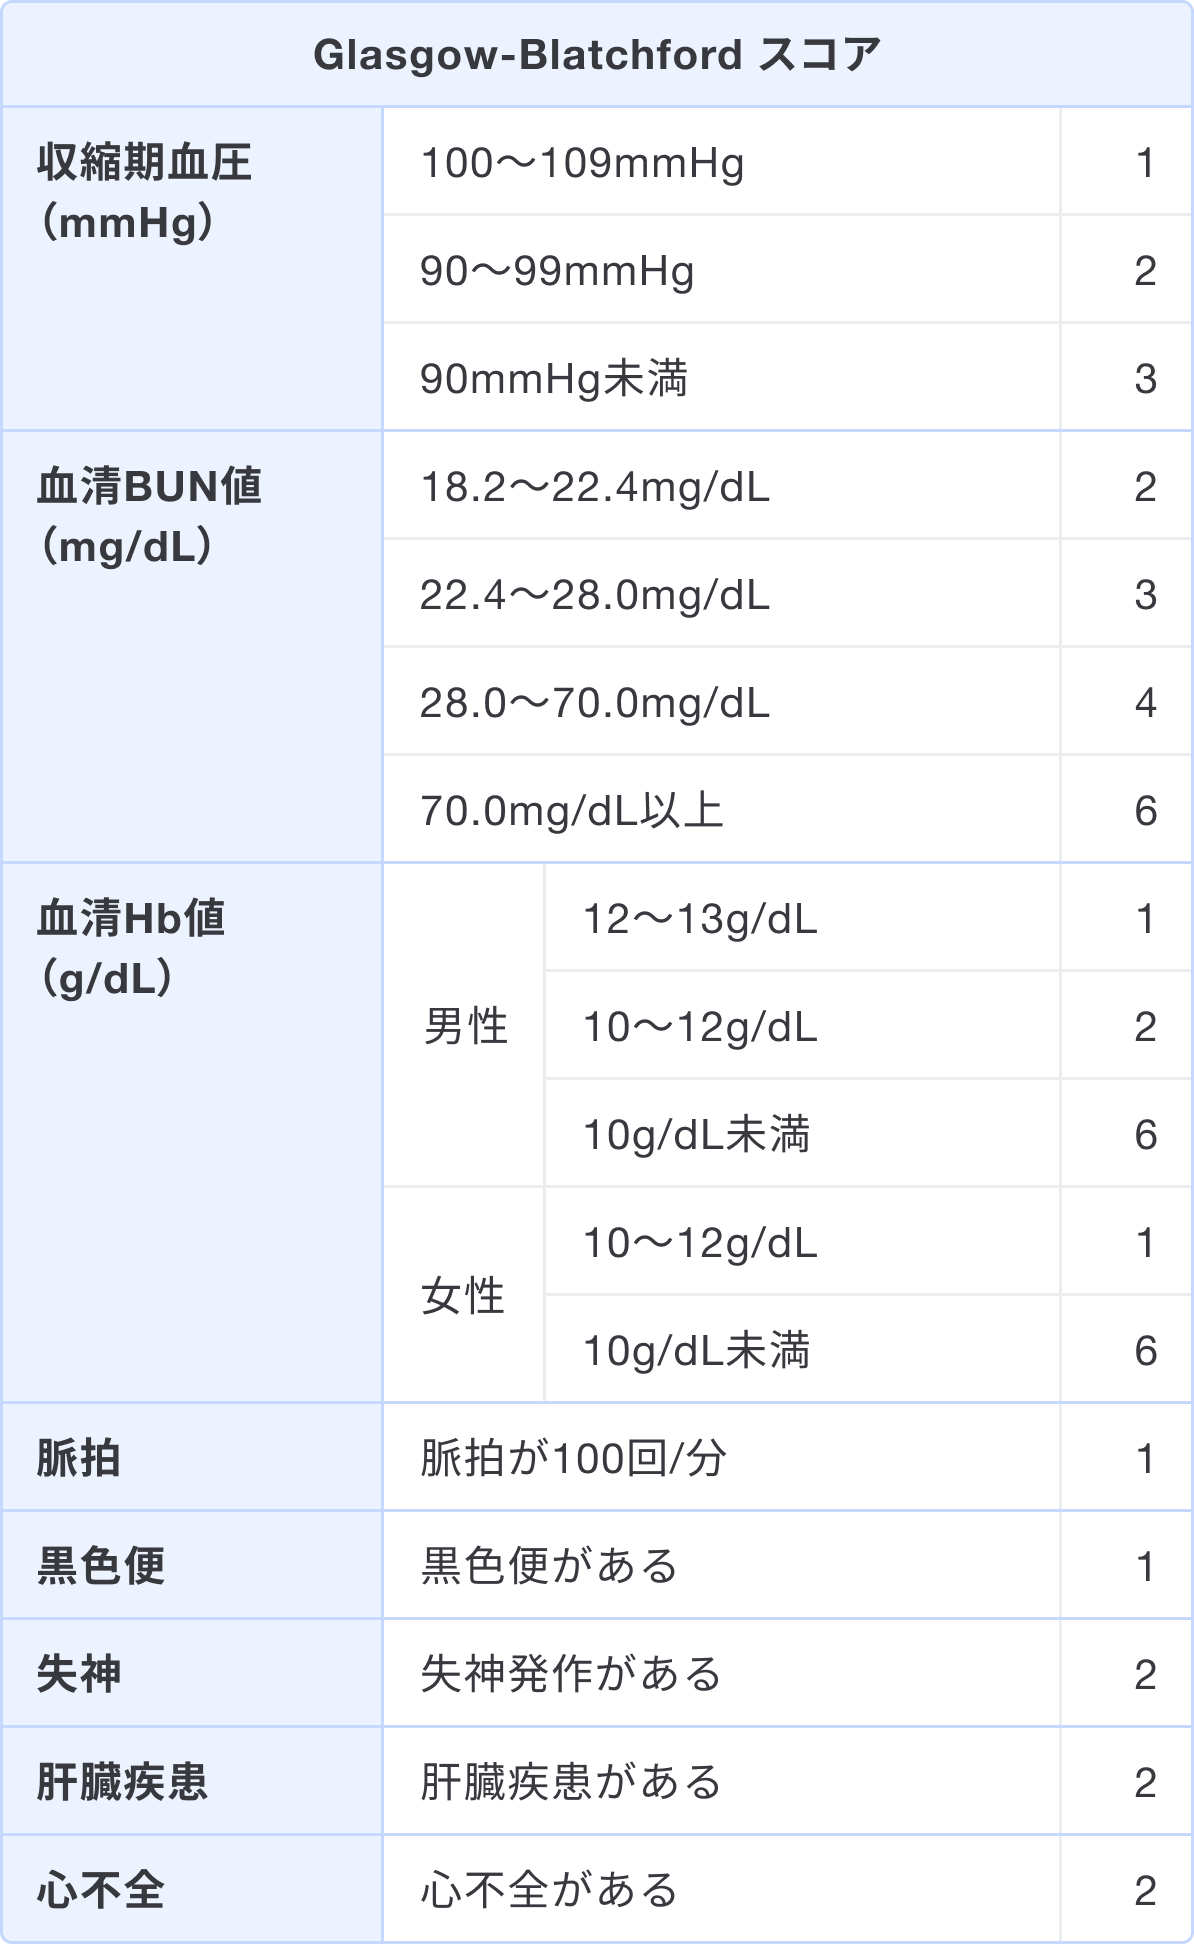 Glasgow-Blatchford スコア
収縮期血圧
（mmHg）
100〜109mmHg
1
90〜99mmHg
2
90mmHg未満
3
血清BUN値
（mg/dL）
18.2〜22.4mg/dL
2
22.4〜28.0mg/dL
3
28.0〜70.0mg/dL
4
70.0mg/dL以上
6
血清Hb値
（g/dL）
男性
12〜13g/dL
1
10〜12g/dL
2
10g/dL未満
6
女性
10〜12g/dL
1
10g/dL未満
6
脈拍
脈拍が100回/分
1
黒色便
黒色便がある
1
失神
失神発作がある
2
肝臓疾患
肝臓疾患がある
2
心不全
心不全がある
2